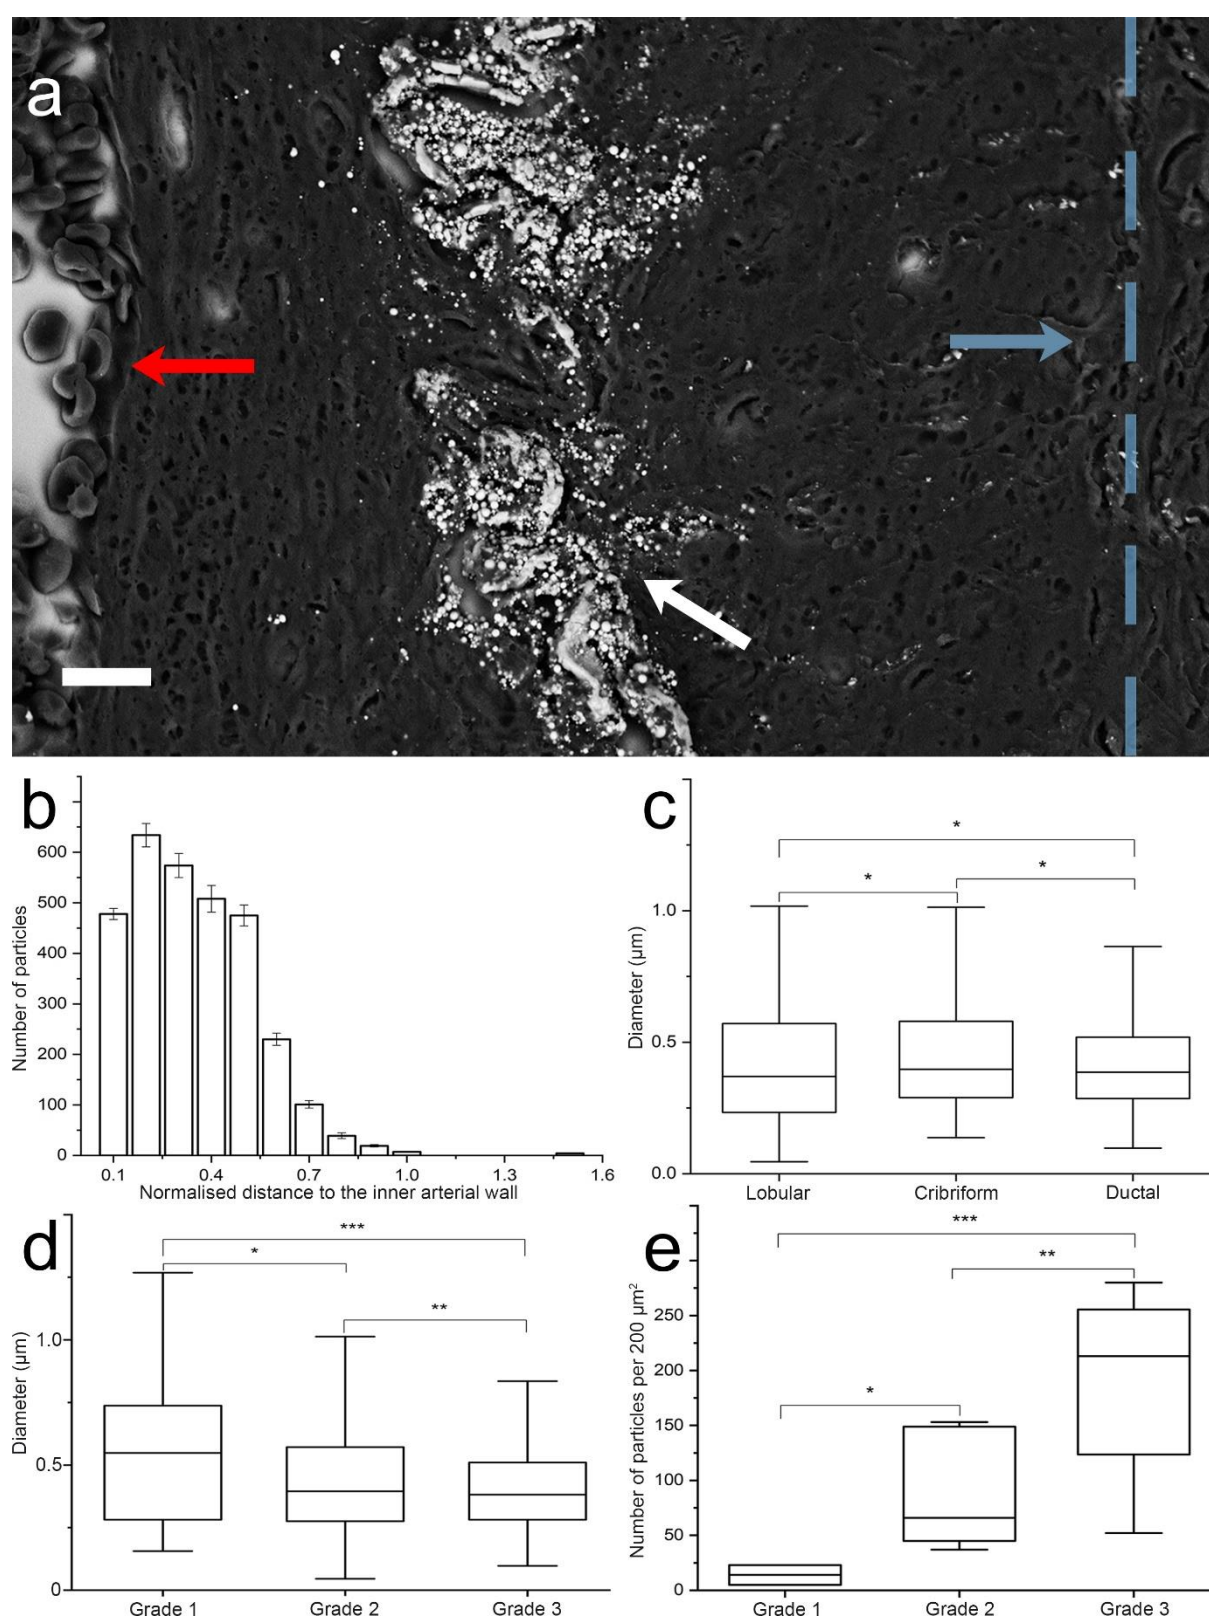 a
b
600
500
400
300
200
100
0
Number of particles
0.1 0.4 0.7 1.0 1.3 1.6
Normalised distance to the inner arterial wall
c
*
* *
1.0
0.5
0.0
Diameter (µm)
Lobular Cribriform Ductal
d
***
*
**
1.0
0.5
0
Diameter (µm)
Grade 1 Grade 2 Grade 3
e
***
**
*
250
200
150
100
50
0
Number of particles per 200 µm²
Grade 1 Grade 2 Grade 3